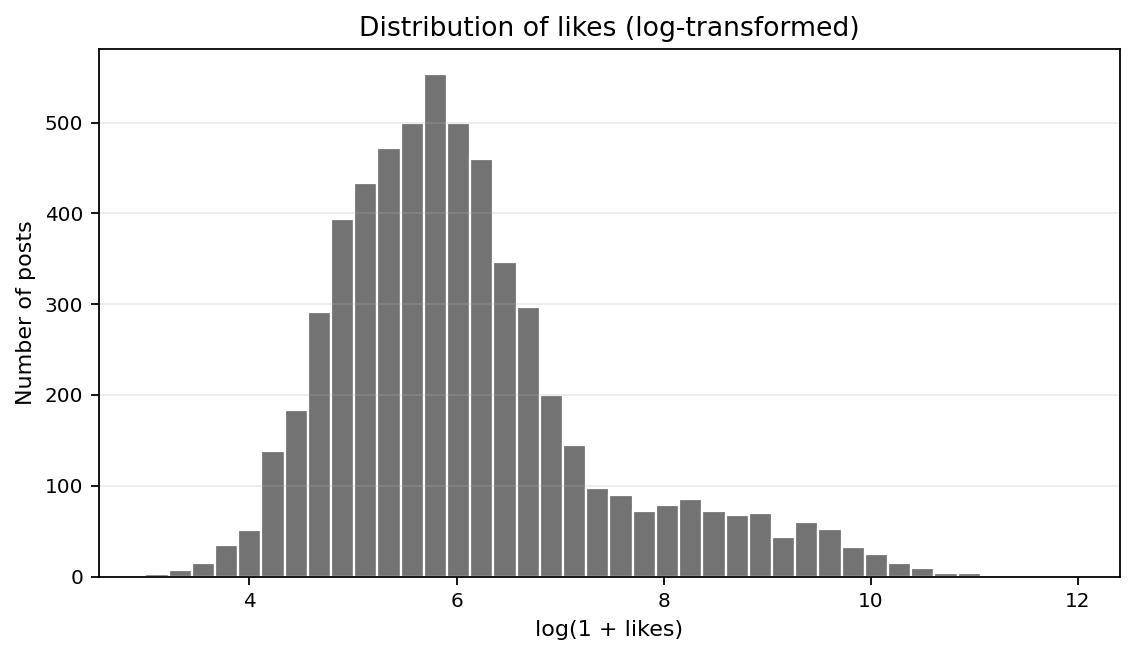 Distribution of likes (log-transformed)
Number of posts
500
400
300
200
100
0
4 6 8 10 12
log(1 + likes)